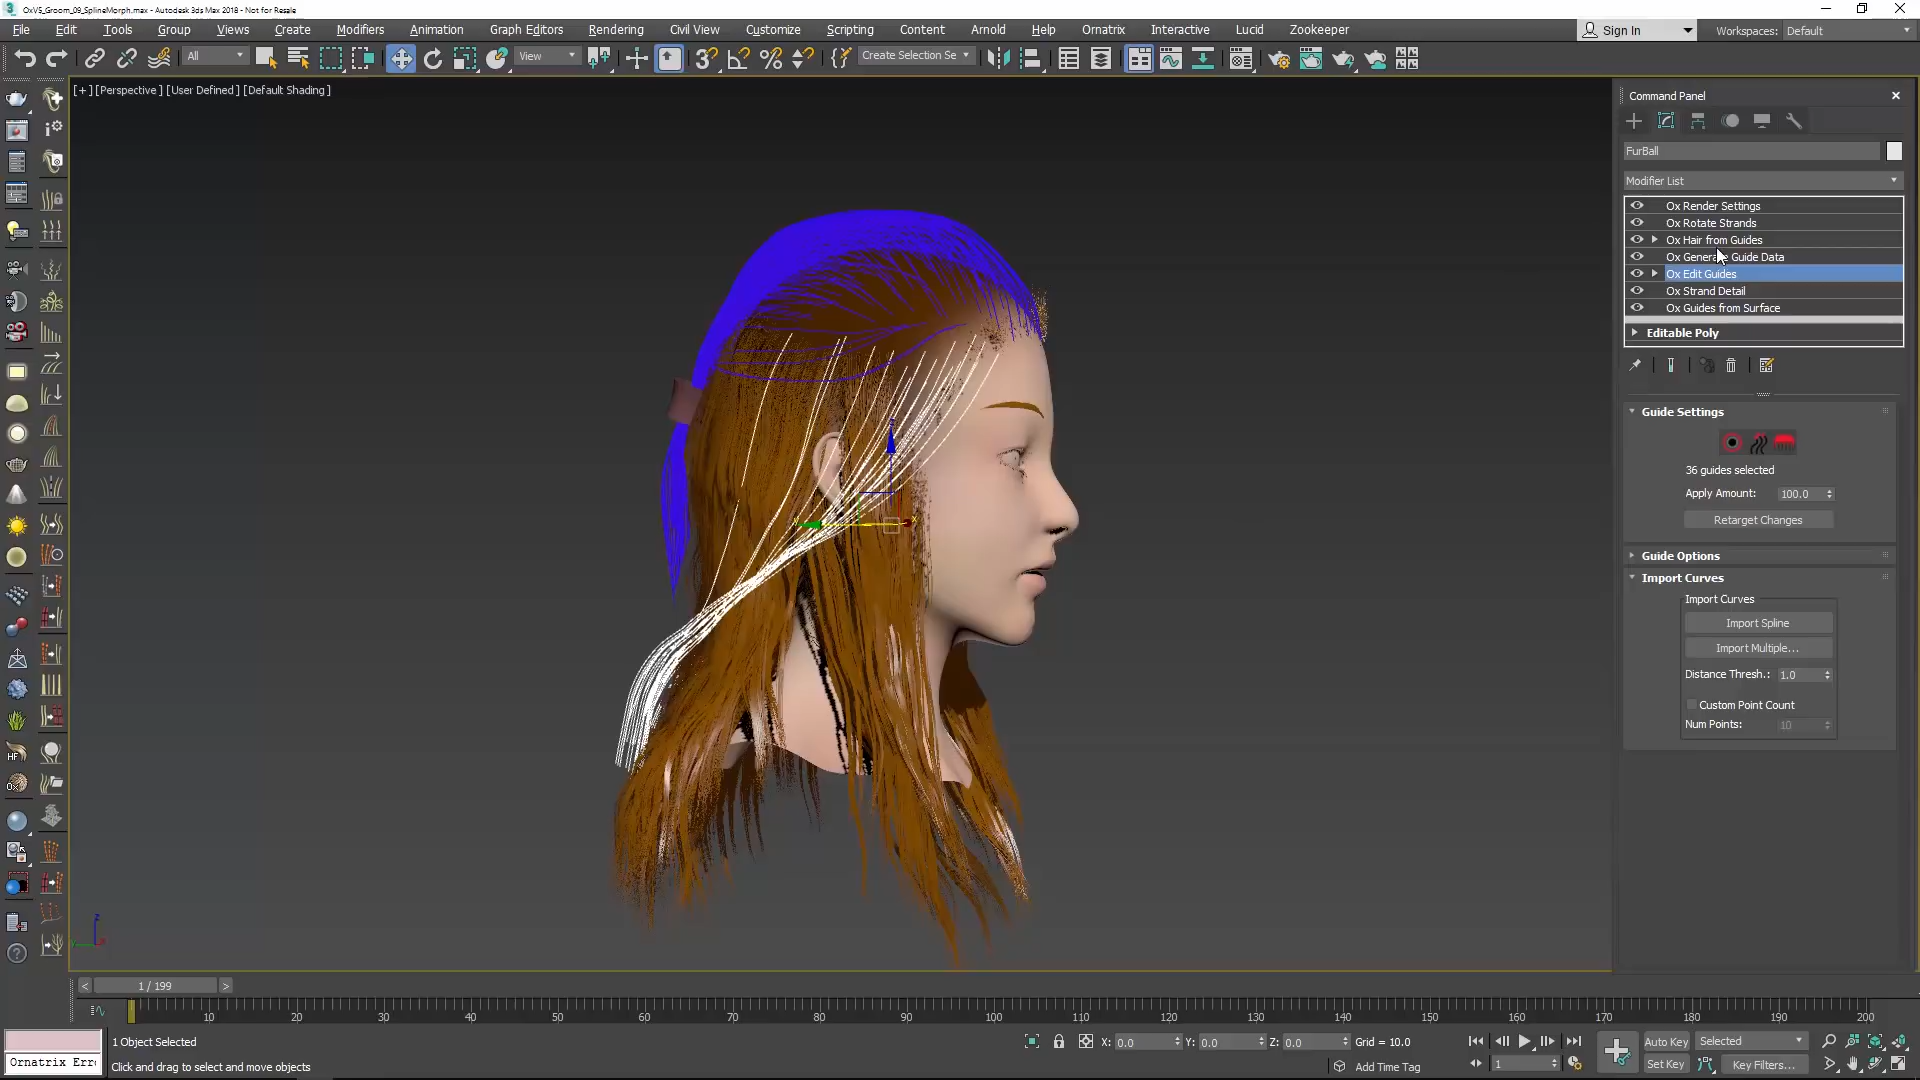 OxV5_Groom_09_SplineMorph.max - Autodesk 3ds Max 2018 - Not for Resale
File Edit Tools Group Views Create Modifiers Animation Graph Editors Rendering Civil View Customize Scripting Content Arnold Help Ornatrix Interactive Lucid Zookeeper Sign In Workspaces: Default
All View Create Selection Se
[+] [Perspective] [User Defined] [Default Shading]
Command Panel
FurBall
Modifier List
Ox Render Settings
Ox Rotate Strands
Ox Hair from Guides
Ox Generate Guide Data
Ox Edit Guides
Ox Strand Detail
Ox Guides from Surface
Editable Poly
Guide Settings
36 guides selected
Apply Amount: 100.0
Retarget Changes
Guide Options
Import Curves
Import Curves
Import Spline
Import Multiple...
Distance Thresh.: 1.0
Custom Point Count
Num Points: 10
HF
OX
z
< 1 / 199 >
10 20 30 40 50 60 70 80 90 100 110 120 130 140 150 160 170 180 190 200
1 Object Selected X: 0.0 Y: 0.0 Z: 0.0 Grid = 10.0 Auto Key Selected
Ornatrix Err Click and drag to select and move objects Add Time Tag 1 Set Key Key Filters...